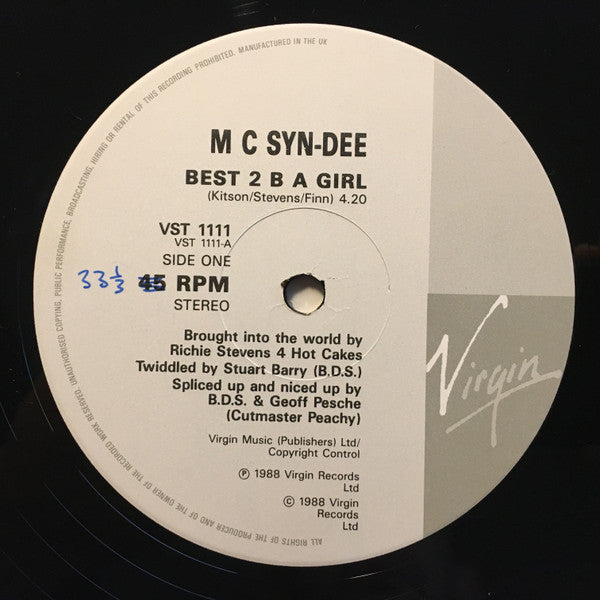 M C SYN-DEE
BEST 2 B A GIRL
(Kitson/Stevens/Finn) 4.20
VST 1111
VST 1111-A
SIDE ONE
33 1/3 45 RPM
STEREO
Brought into the world by
Richie Stevens 4 Hot Cakes
Twiddled by Stuart Barry (B.D.S.)
Spliced up and niced up by
B.D.S. & Geoff Pesche
(Cutmaster Peachy)
Virgin Music (Publishers) Ltd/
Copyright Control
℗ 1988 Virgin Records
Ltd
© 1988 Virgin
Records
Ltd
Virgin
ALL RIGHTS OF THE PRODUCER AND OF THE OWNER OF THE RECORDED WORK RESERVED. UNAUTHORISED COPYING, PUBLIC PERFORMANCE, BROADCASTING, HIRING OR RENTAL OF THIS RECORDING PROHIBITED. MANUFACTURED IN THE UK